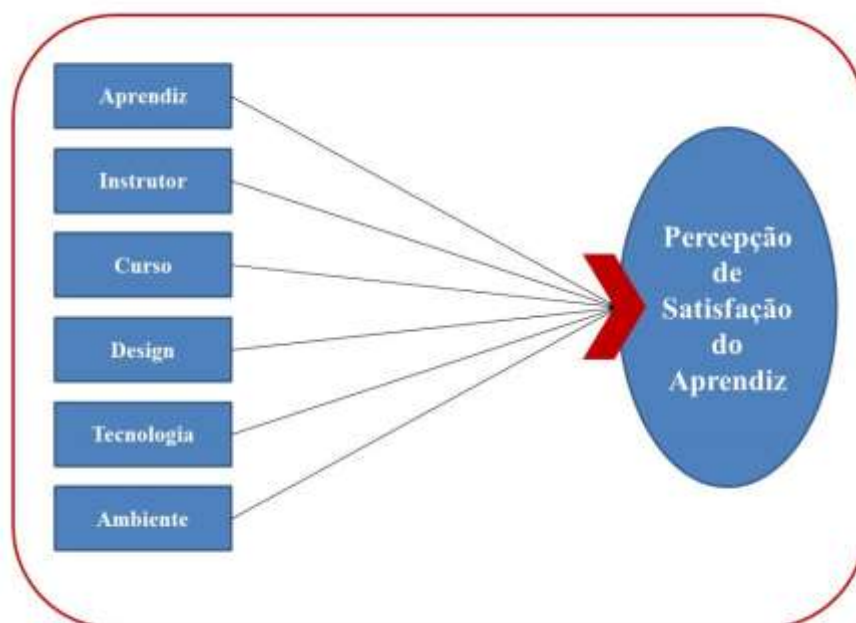 Aprendiz
Instrutor
Curso
Design
Tecnologia
Ambiente
Percepção
de
Satisfação
do
Aprendiz